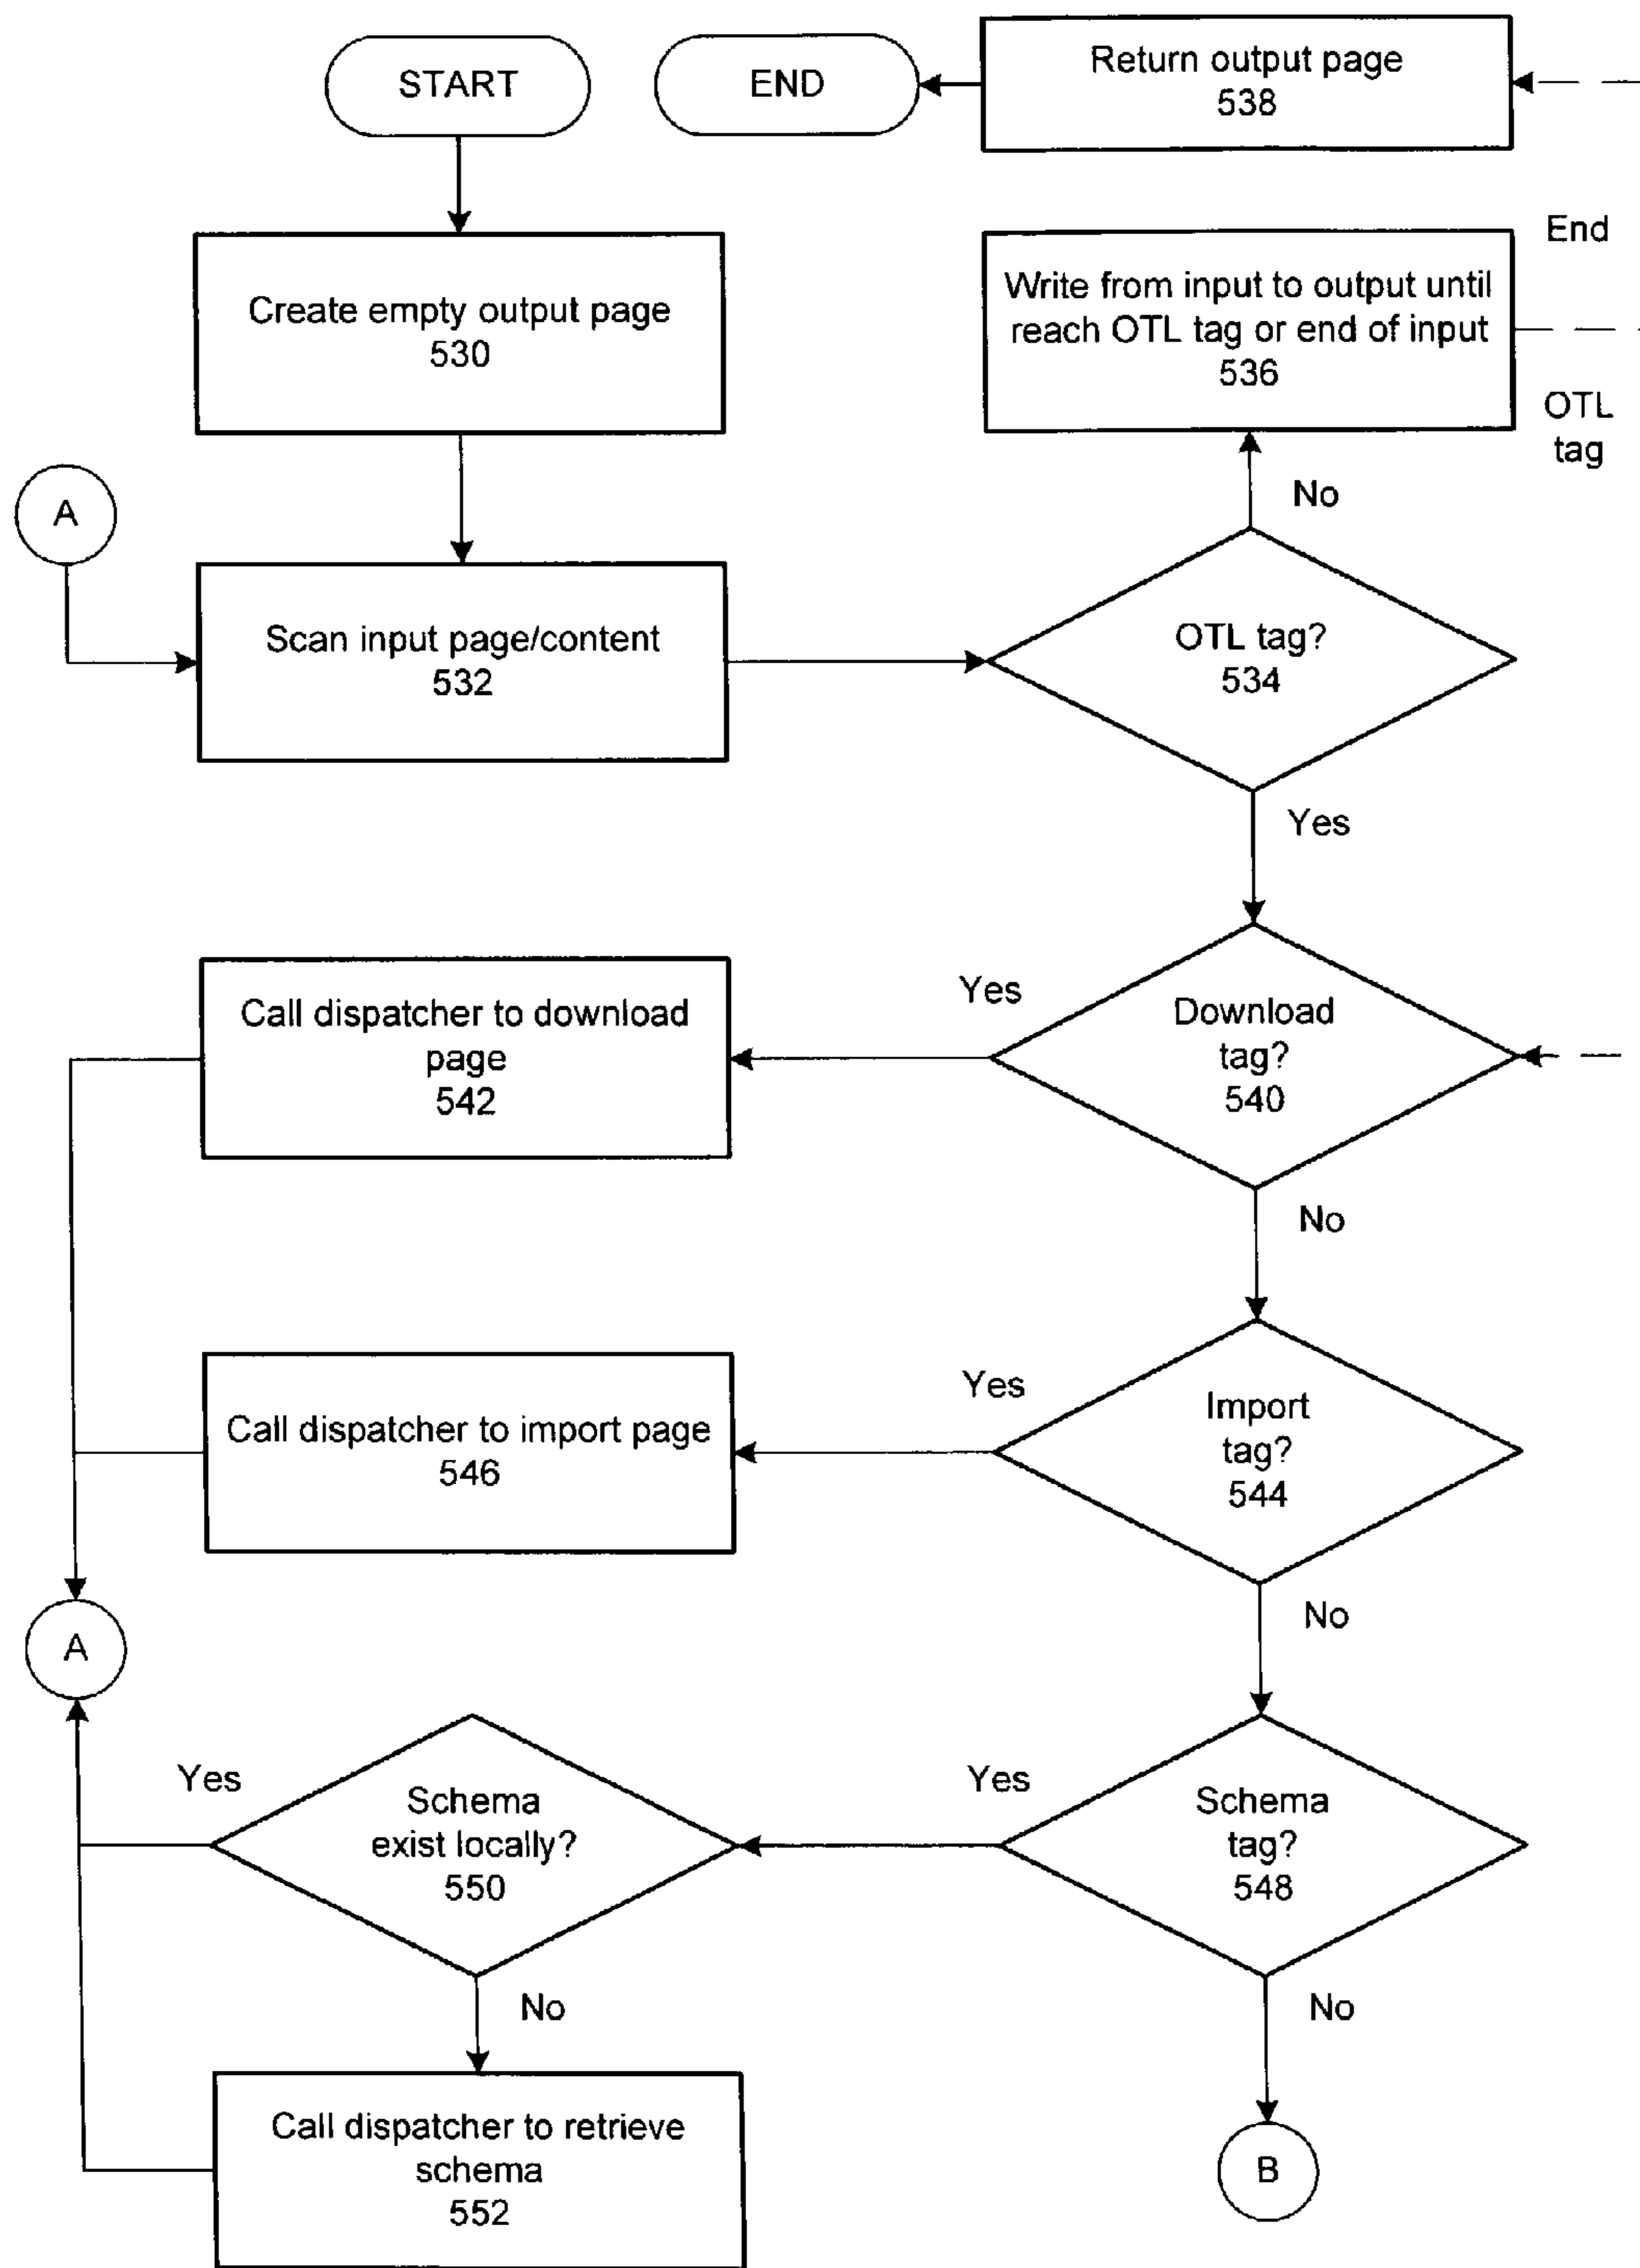 START
END
Return output page
538
Create empty output page
530
Write from input to output until
reach OTL tag or end of input
536
End
OTL
tag
A
No
Scan input page/content
532
OTL tag?
534
Yes
Call dispatcher to download
page
542
Yes
Download
tag?
540
No
Call dispatcher to import page
546
Yes
Import
tag?
544
No
A
Yes
Schema
exist locally?
550
Yes
Schema
tag?
548
No
No
Call dispatcher to retrieve
schema
552
B